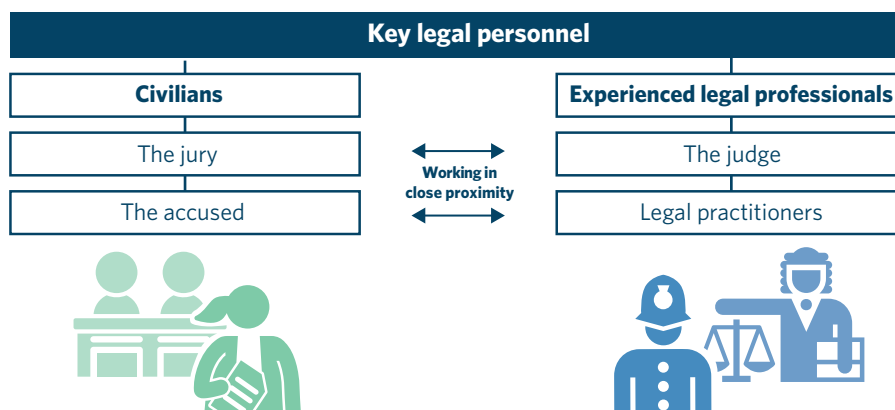 Key legal personnel
Civilians
Experienced legal professionals
The jury
The judge
Working in
close proximity
The accused
Legal practitioners